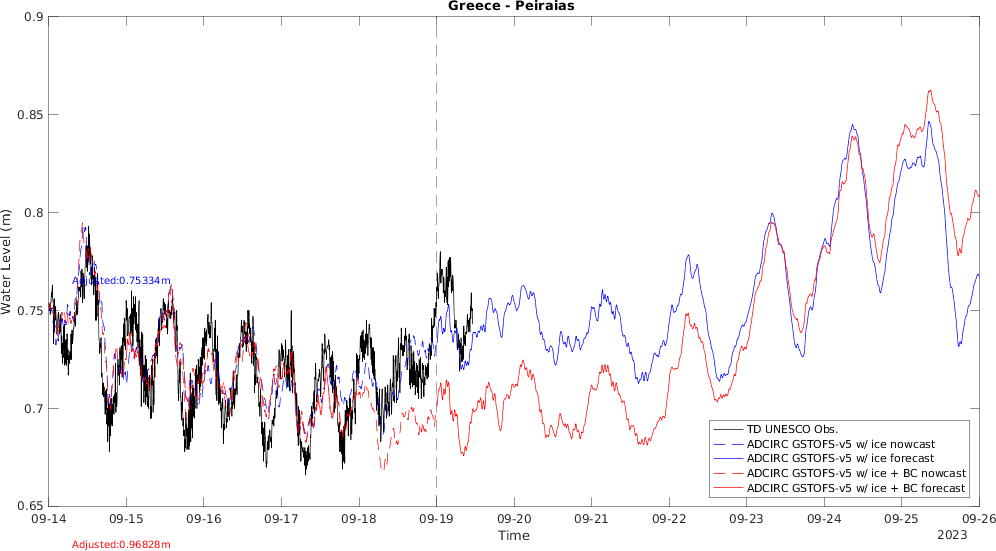 Greece - Peiraias
0.9
0.85
0.8
0.75
0.7
0.65
Water Level (m)
Adjusted:0.75334m
TD UNESCO Obs.
ADCIRC GSTOFS-v5 w/ ice nowcast
ADCIRC GSTOFS-v5 w/ ice forecast
ADCIRC GSTOFS-v5 w/ ice + BC nowcast
ADCIRC GSTOFS-v5 w/ ice + BC forecast
09-14 09-15 09-16 09-17 09-18 09-19 09-20 09-21 09-22 09-23 09-24 09-25 09-26
Time
2023
Adjusted:0.96828m